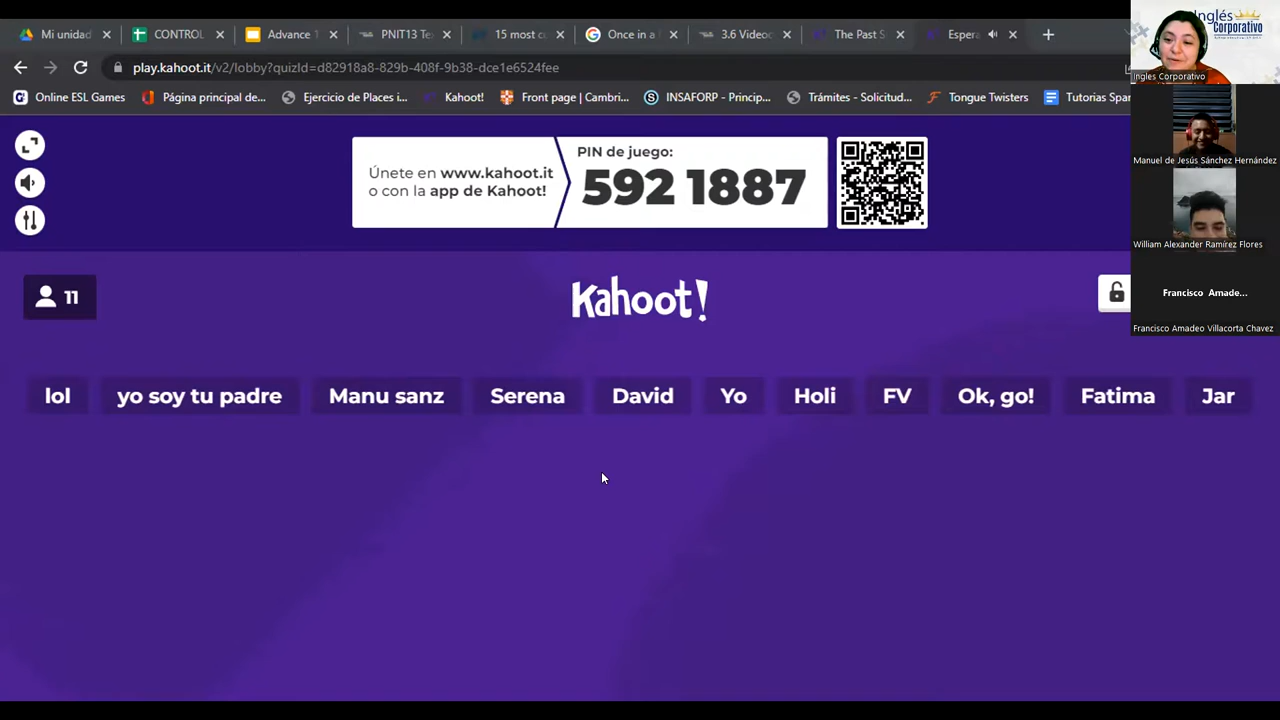 Mi unidad
CONTROL
Advance 1
PNIT13 Te
15 most c
Once in a
3.6 Videoc
The Past S
Espera
play.kahoot.it/v2/lobby?quizId=d82918a8-829b-408f-9b38-dce1e6524fee
Online ESL Games
Página principal de...
Ejercicio de Places i...
Kahoot!
Front page | Cambri...
INSAFORP - Princip...
Trámites - Solicitud...
Tongue Twisters
Tutorias Spar
Únete en www.kahoot.it
o con la app de Kahoot!
PIN de juego:
592 1887
11
Kahoot!
lol
yo soy tu padre
Manu sanz
Serena
David
Yo
Holi
FV
Ok, go!
Fatima
Jar
Inglés
Corporativo
Ingles Corporativo
Manuel de Jesús Sánchez Hernández
William Alexander Ramírez Flores
Francisco Amade...
Francisco Amadeo Villacorta Chavez